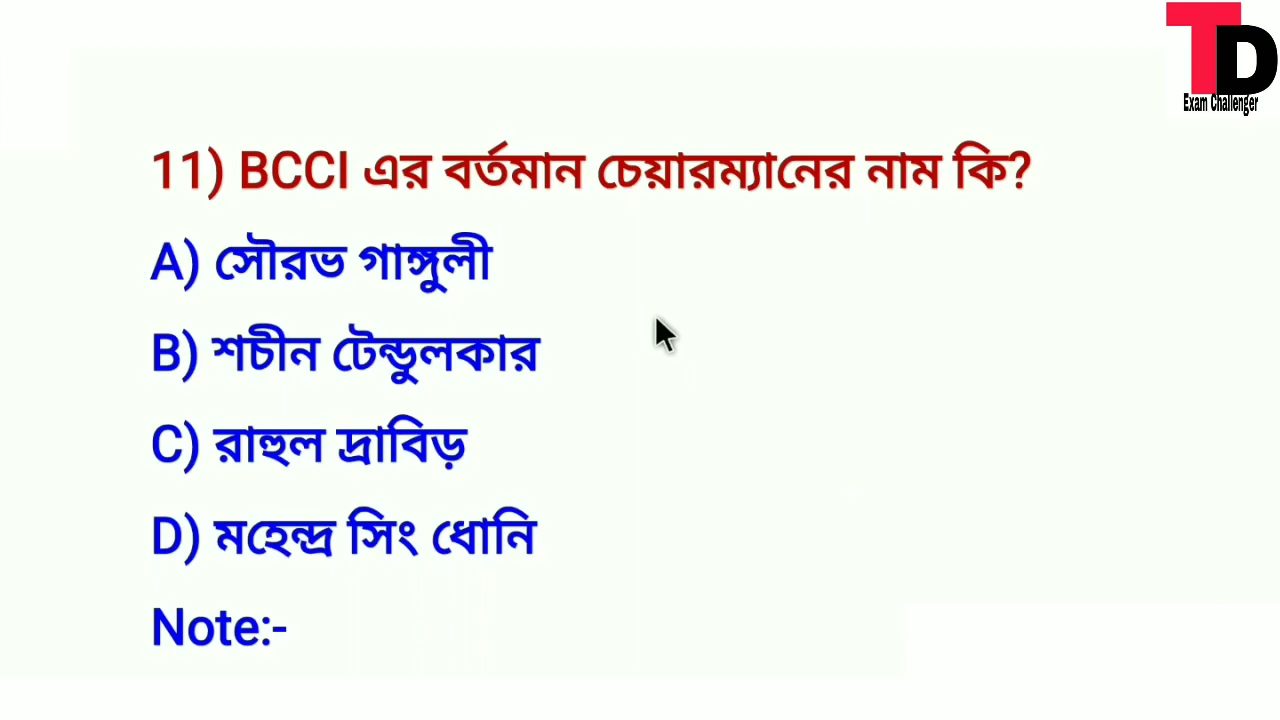 TD
Exam Challenger
11) BCCI এর বর্তমান চেয়ারম্যানের নাম কি?
A) সৌরভ গাঙ্গুলী
B) শচীন টেন্ডুলকার
C) রাহুল দ্রাবিড়
D) মহেন্দ্র সিং ধোনি
Note:-